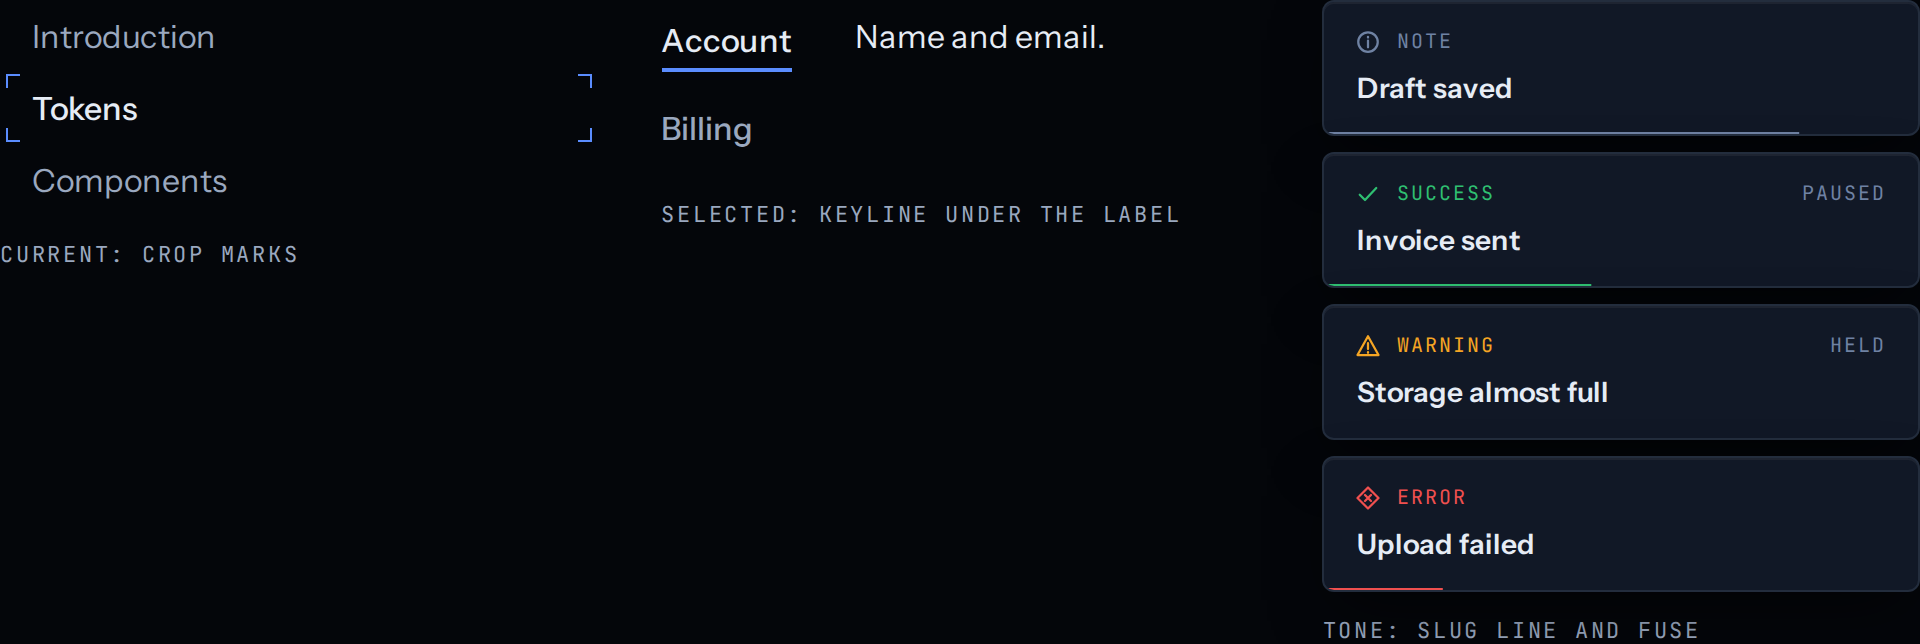 Introduction
Tokens
Components
CURRENT: CROP MARKS
Account
Name and email.
Billing
SELECTED: KEYLINE UNDER THE LABEL
NOTE
Draft saved
SUCCESS
PAUSED
Invoice sent
WARNING
HELD
Storage almost full
ERROR
Upload failed
TONE: SLUG LINE AND FUSE